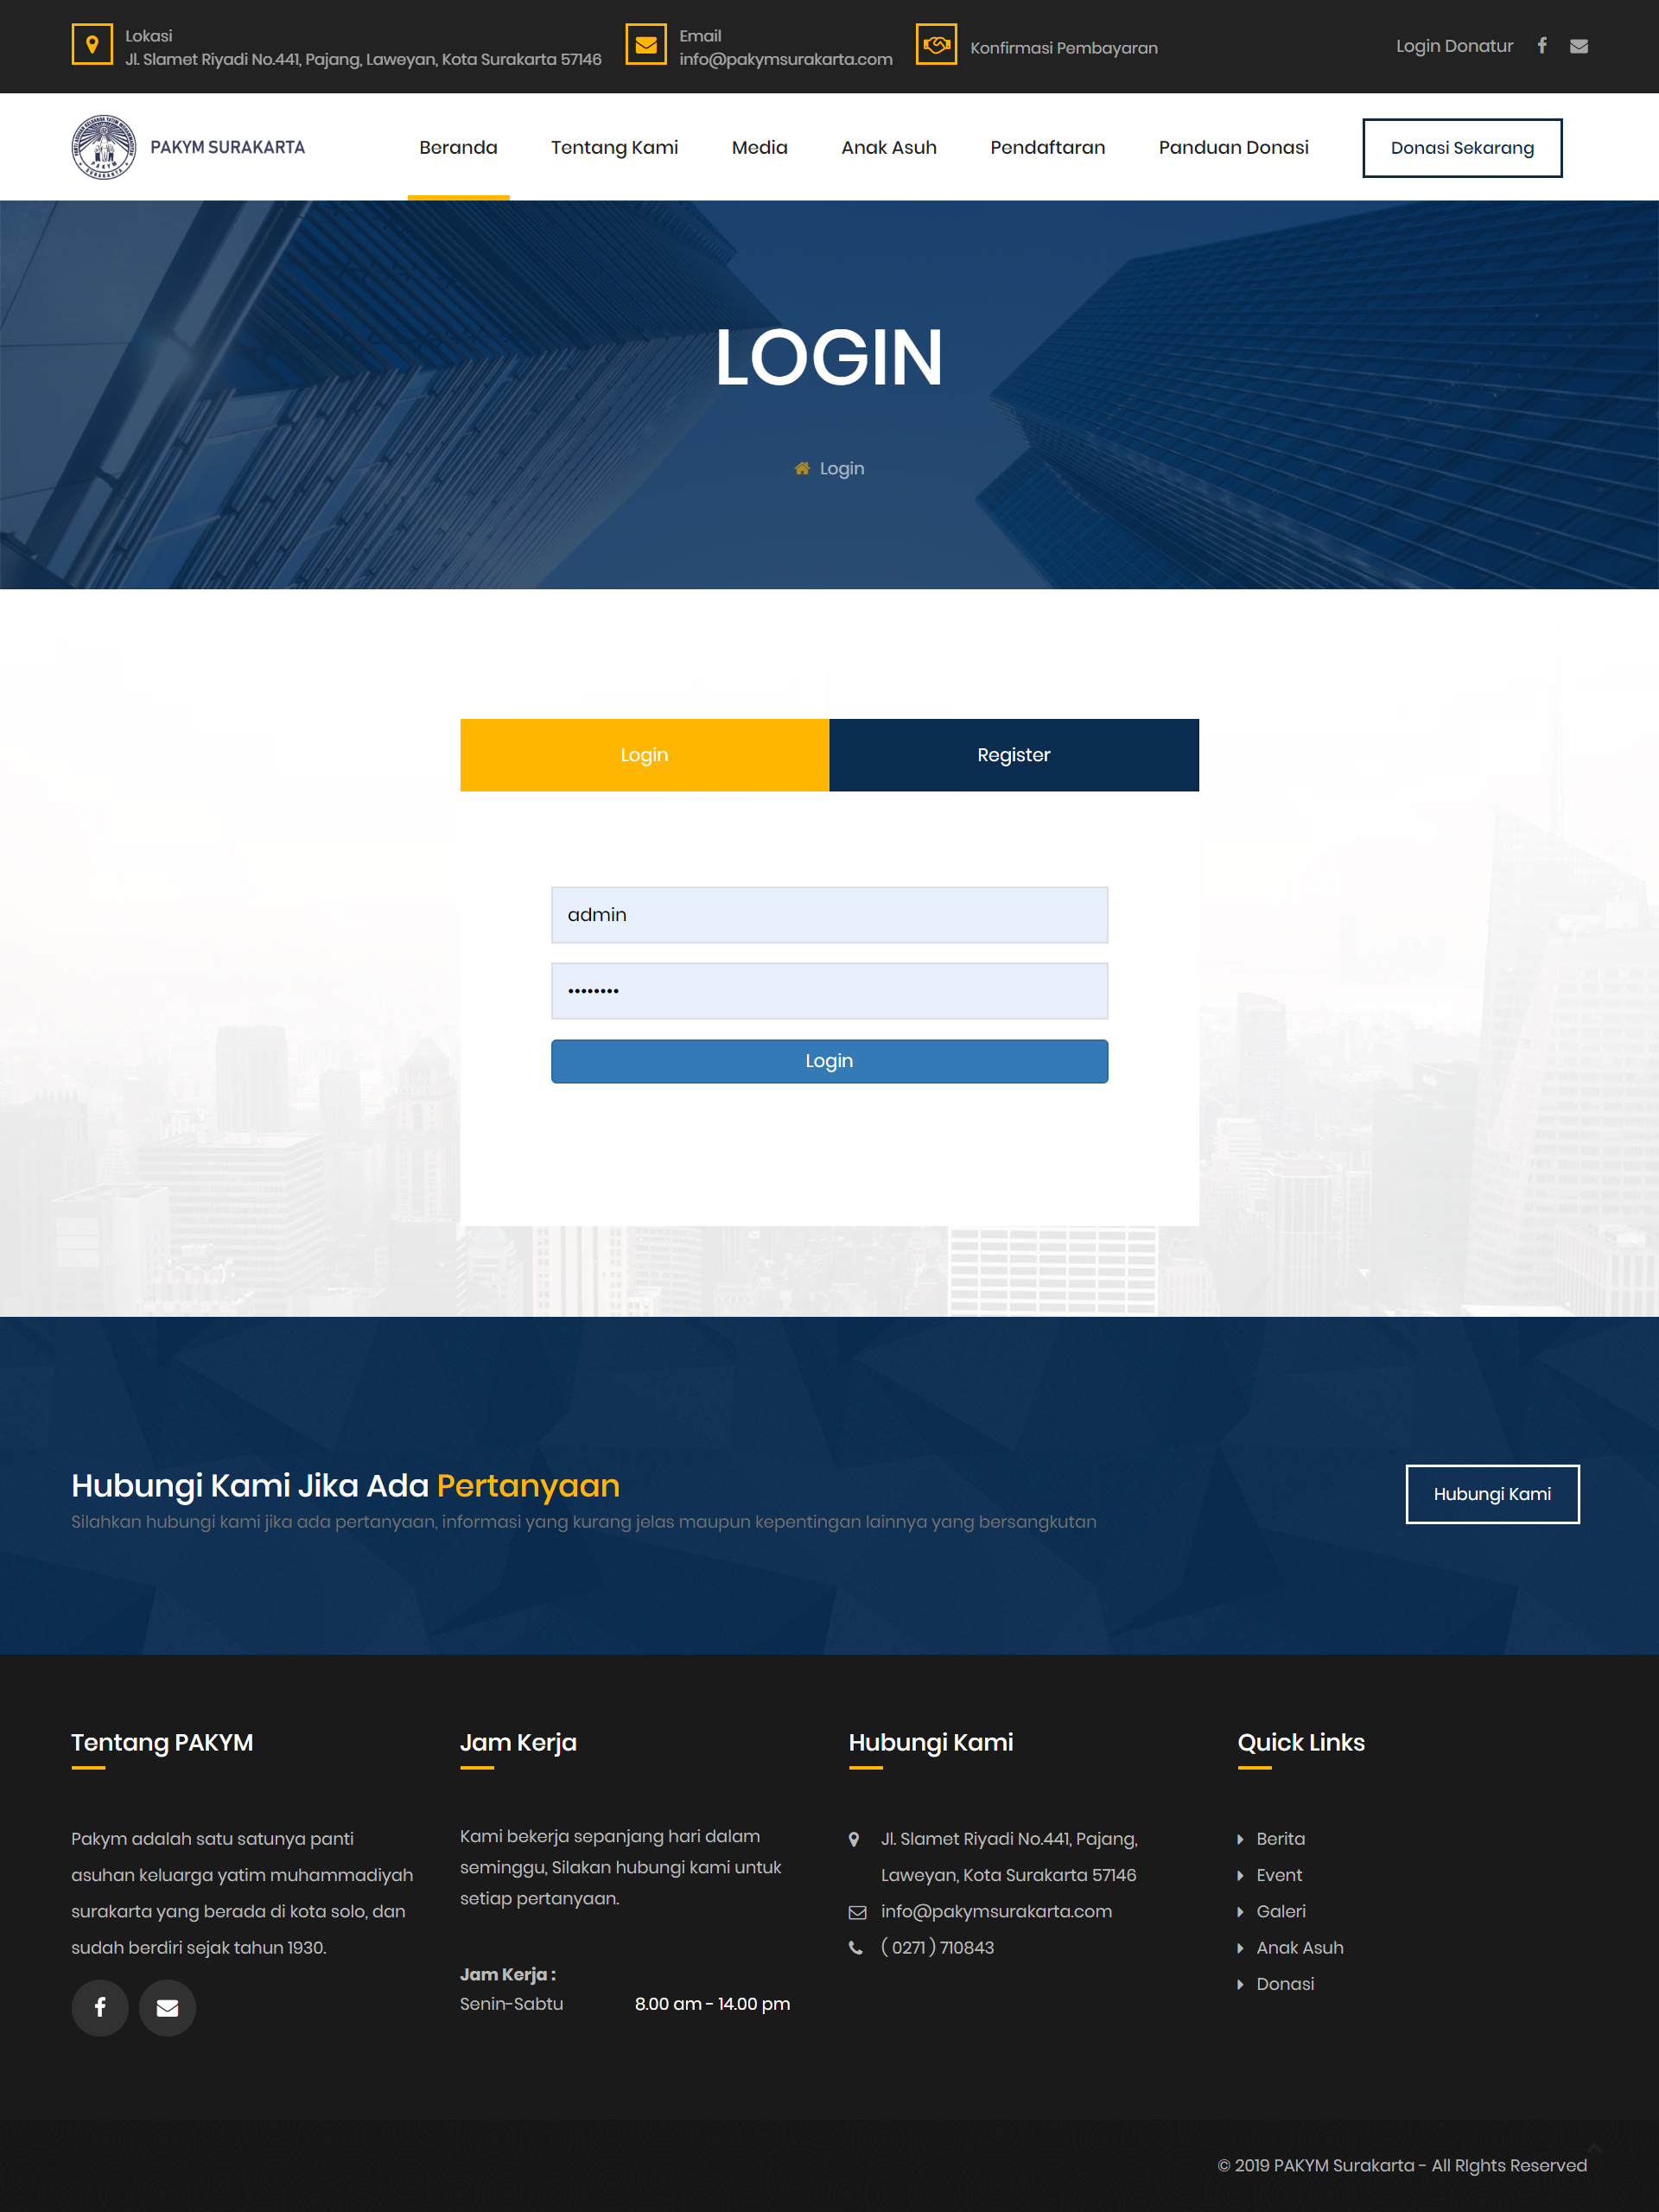 Lokasi
Jl. Slamet Riyadi No.441, Pajang, Laweyan, Kota Surakarta 57146
Email
info@pakymsurakarta.com
Konfirmasi Pembayaran
Login Donatur
PAKYM SURAKARTA
Beranda
Tentang Kami
Media
Anak Asuh
Pendaftaran
Panduan Donasi
Donasi Sekarang
LOGIN
Login
Login
Register
admin
••••••••
Login
Hubungi Kami Jika Ada Pertanyaan
Silahkan hubungi kami jika ada pertanyaan, informasi yang kurang jelas maupun kepentingan lainnya yang bersangkutan
Hubungi Kami
Tentang PAKYM
Pakym adalah satu satunya panti
asuhan keluarga yatim muhammadiyah
surakarta yang berada di kota solo, dan
sudah berdiri sejak tahun 1930.
Jam Kerja
Kami bekerja sepanjang hari dalam
seminggu, Silakan hubungi kami untuk
setiap pertanyaan.
Jam Kerja :
Senin-Sabtu 8.00 am - 14.00 pm
Hubungi Kami
Jl. Slamet Riyadi No.441, Pajang,
Laweyan, Kota Surakarta 57146
info@pakymsurakarta.com
( 0271 ) 710843
Quick Links
Berita
Event
Galeri
Anak Asuh
Donasi
© 2019 PAKYM Surakarta - All RIghts Reserved